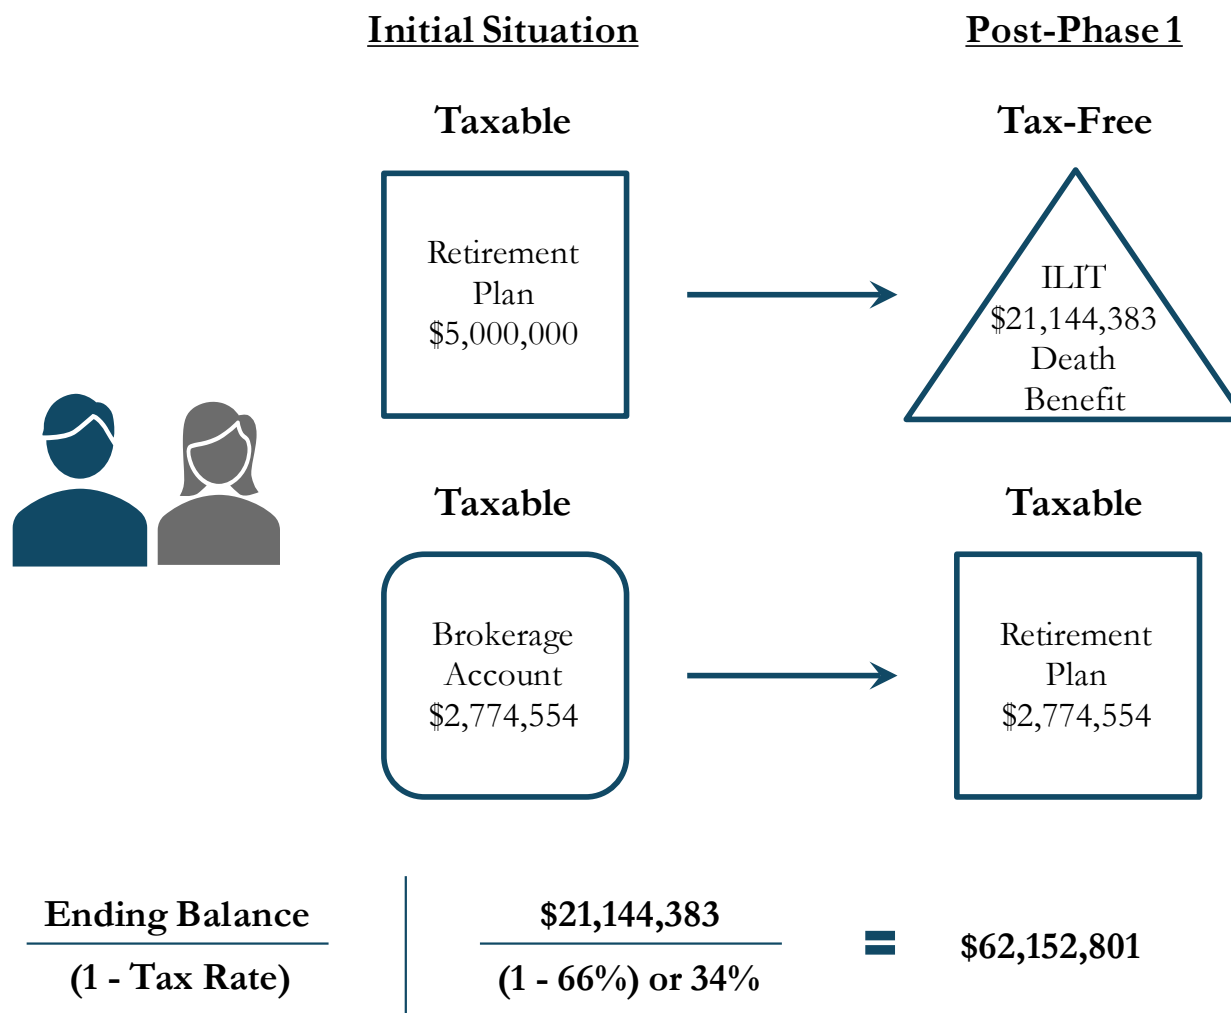 Initial Situation
Post-Phase 1
Taxable
Tax-Free
Retirement
Plan
$5,000,000
ILIT
$21,144,383
Death
Benefit
Taxable
Taxable
Brokerage
Account
$2,774,554
Retirement
Plan
$2,774,554
Ending Balance
(1 - Tax Rate)
$21,144,383
(1 - 66%) or 34%
=
$62,152,801